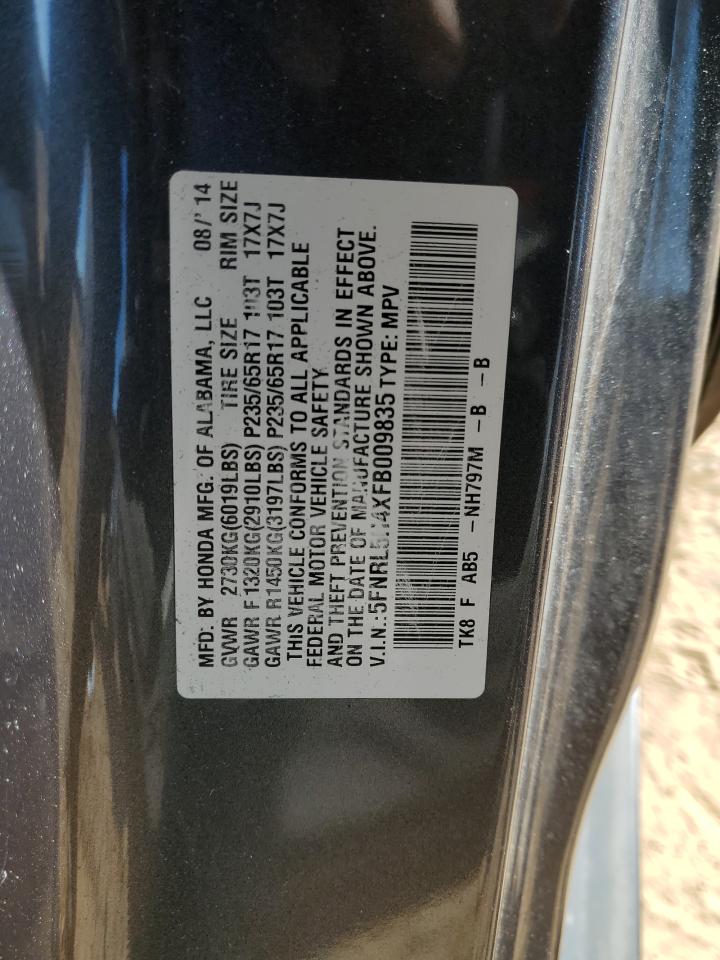 MFD. BY HONDA MFG. OF ALABAMA, LLC 08/ 14
GVWR 2730KG(6019LBS) TIRE SIZE RIM SIZE
GAWR F 1320KG(2910LBS) P235/65R17 103T 17X7J
GAWR R1450KG(3197LBS) P235/65R17 103T 17X7J
THIS VEHICLE CONFORMS TO ALL APPLICABLE
FEDERAL MOTOR VEHICLE SAFETY
AND THEFT PREVENTION STANDARDS IN EFFECT
ON THE DATE OF MANUFACTURE SHOWN ABOVE.
V.I.N.:5FNRL5H4XFB009835 TYPE: MPV
TK8 F AB5 -NH797M -B -B